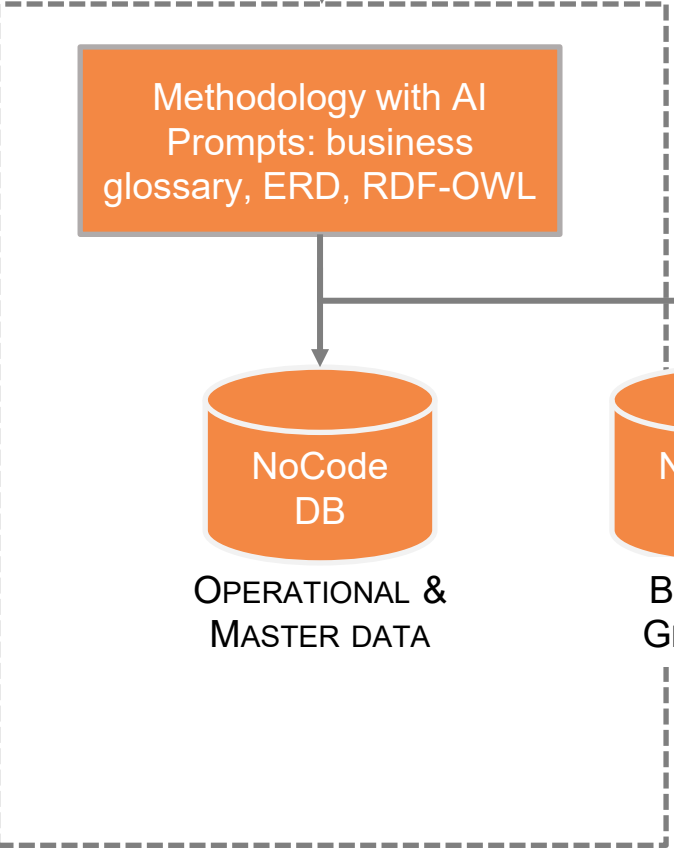 Methodology with AI
Prompts: business
glossary, ERD, RDF-OWL
NoCode
DB
OPERATIONAL &
MASTER DATA